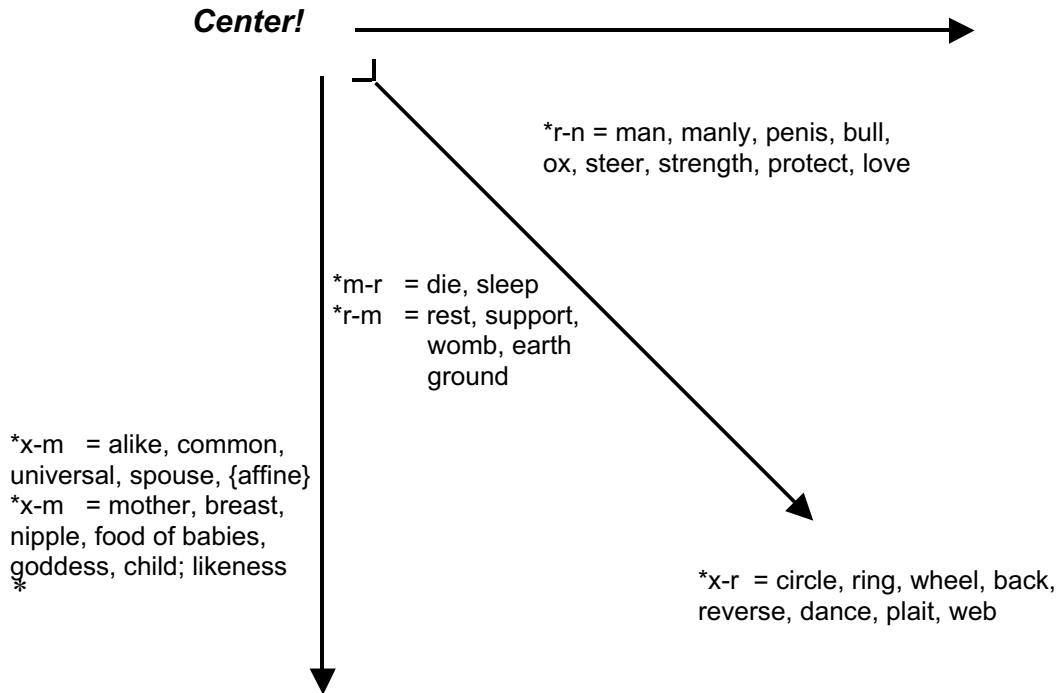 Center!
*r-n = man, manly, penis, bull,
ox, steer, strength, protect, love
*m-r = die, sleep
*r-m = rest, support,
womb, earth
ground
*x-m = alike, common,
universal, spouse, {affine}
*x-m = mother, breast,
nipple, food of babies,
goddess, child; likeness
*
*x-r = circle, ring, wheel, back,
reverse, dance, plait, web